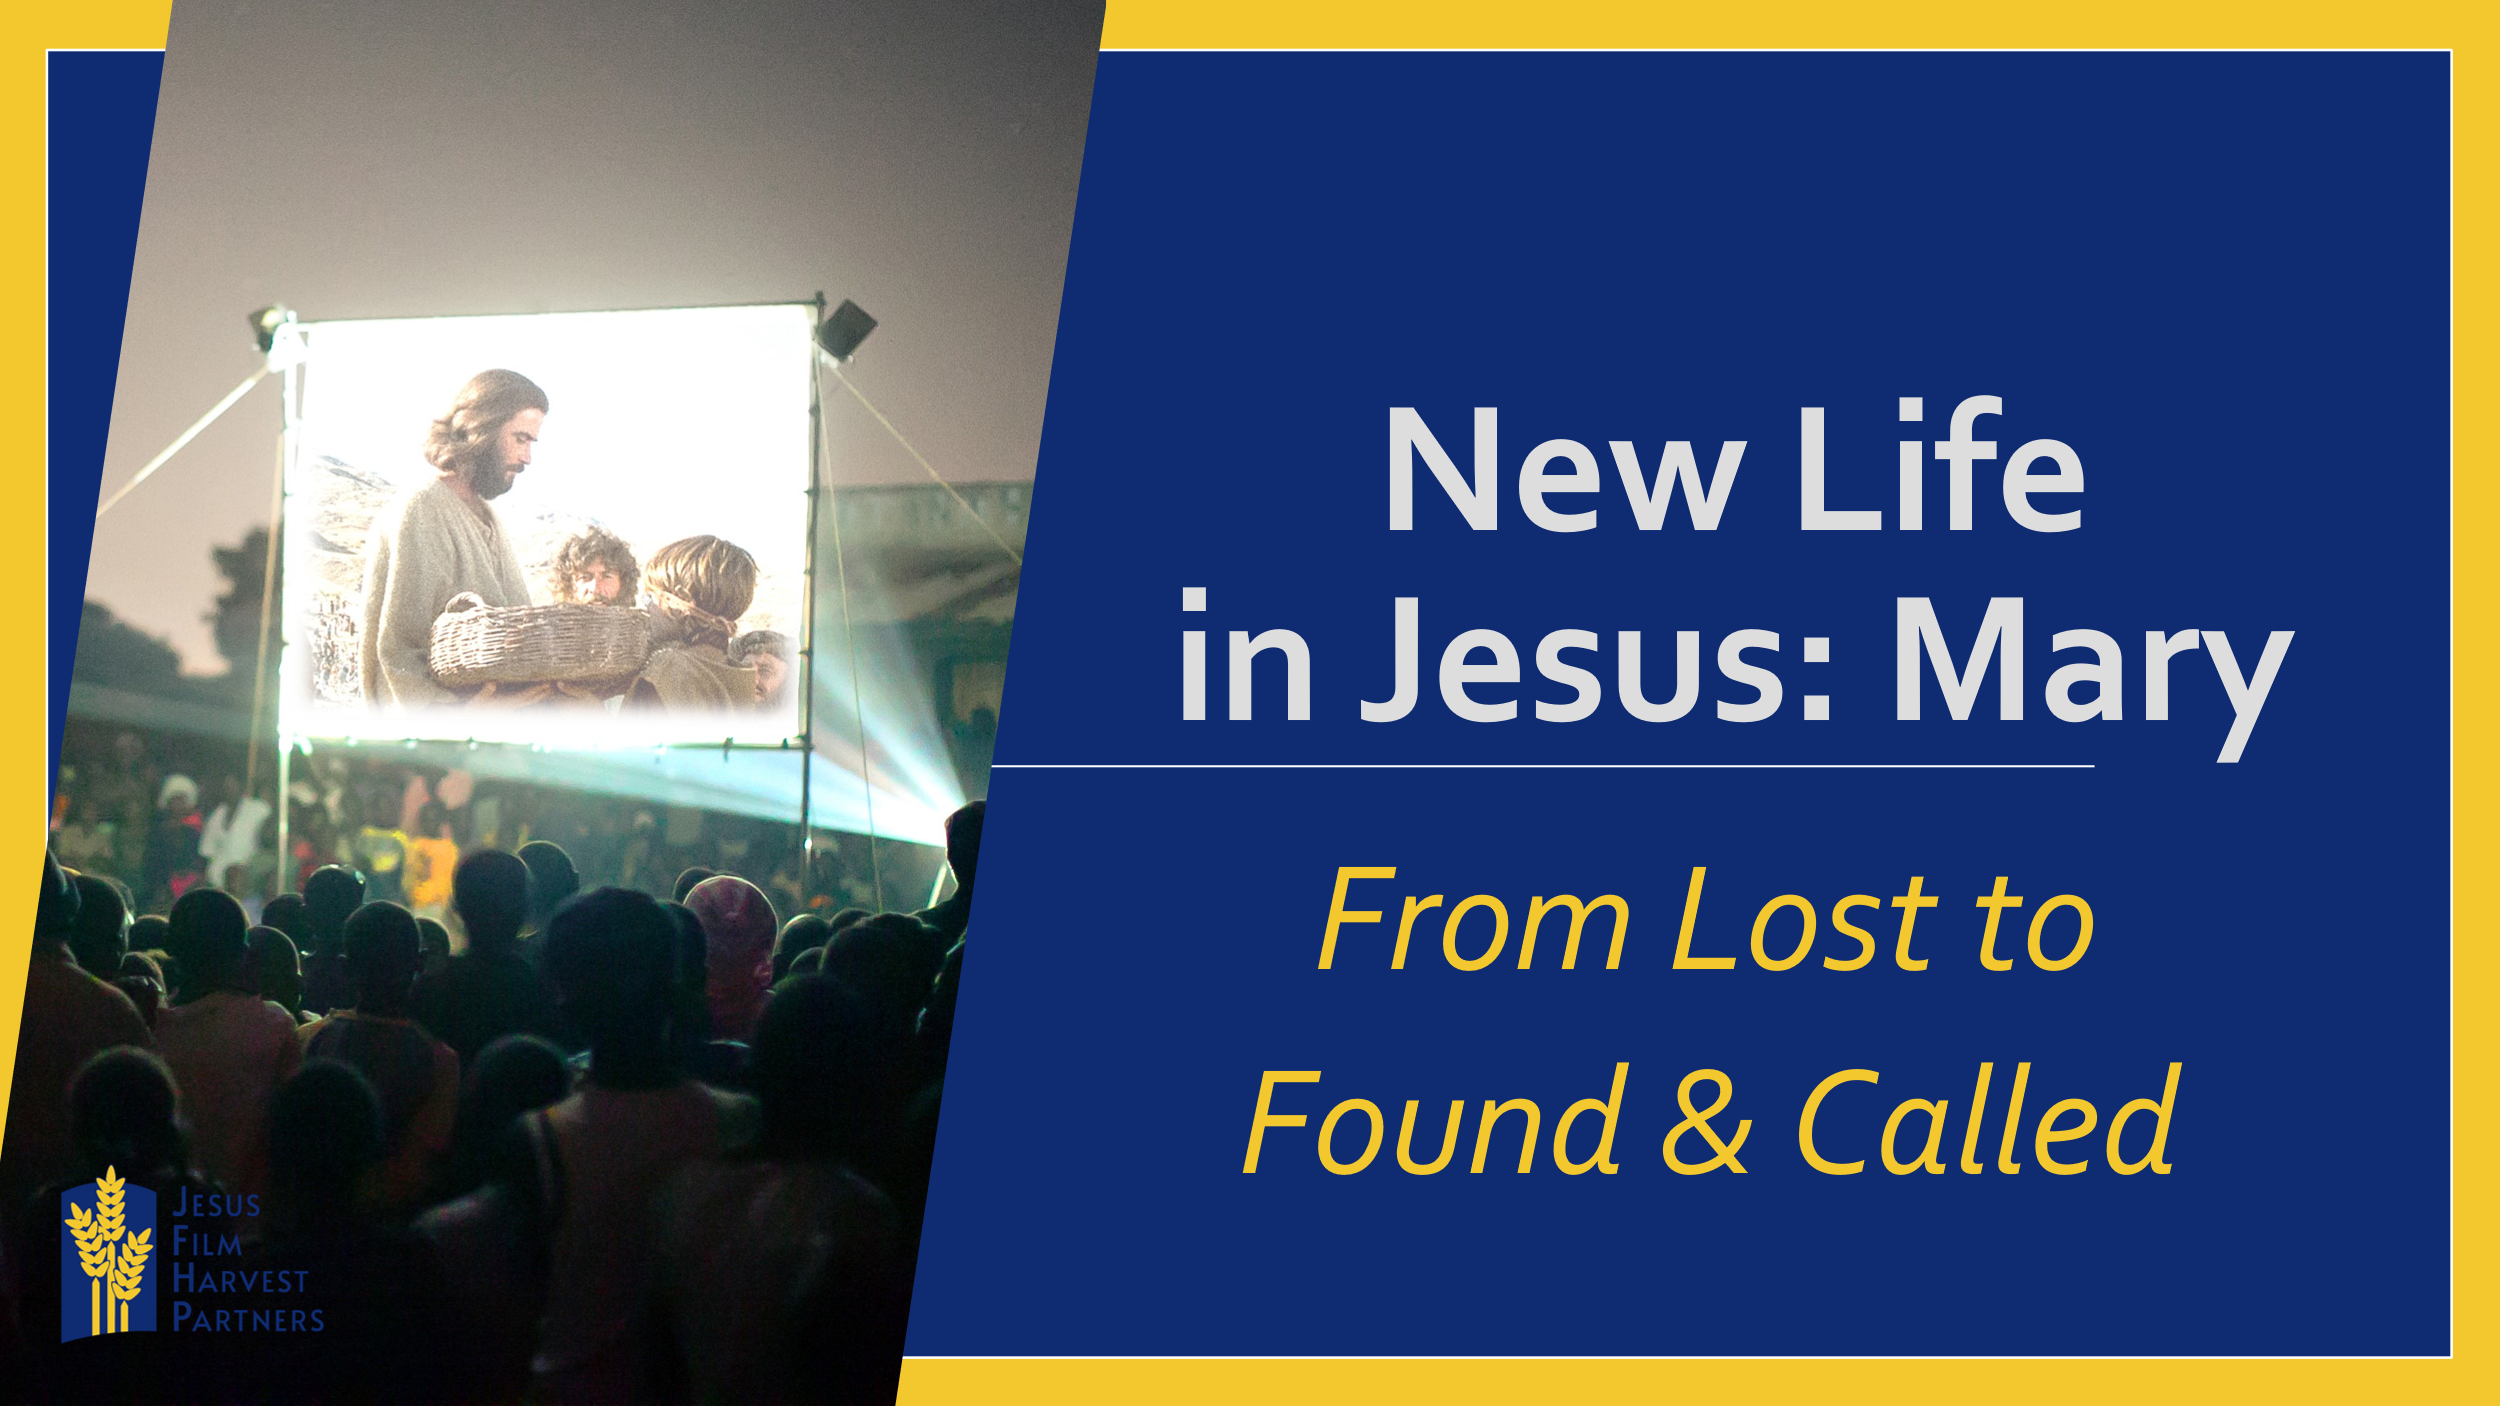 New Life
in Jesus: Mary
From Lost to
Found & Called
JESUS
FILM
HARVEST
PARTNERS